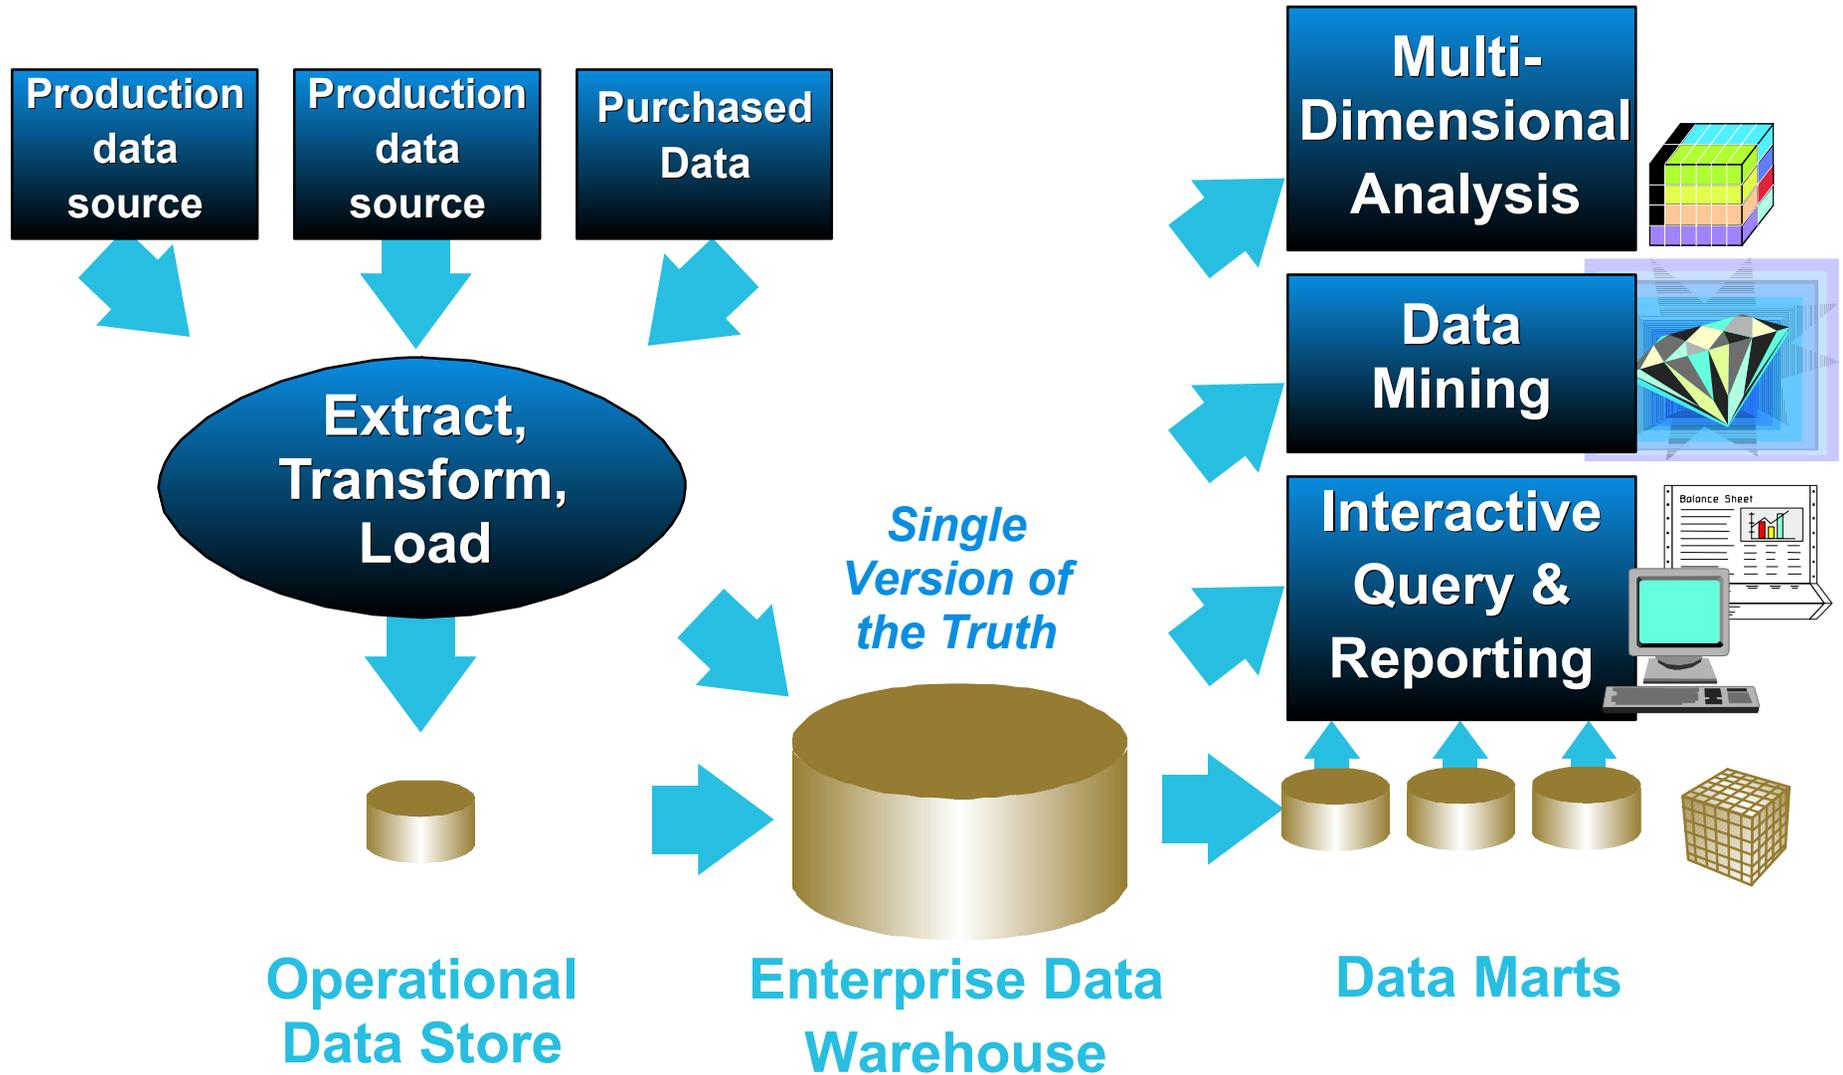 Production
data
source
Production
data
source
Purchased
Data
Extract,
Transform,
Load
Single
Version of
the Truth
Multi-
Dimensional
Analysis
Data
Mining
Interactive
Query &
Reporting
Balance Sheet
Operational
Data Store
Enterprise Data
Warehouse
Data Marts